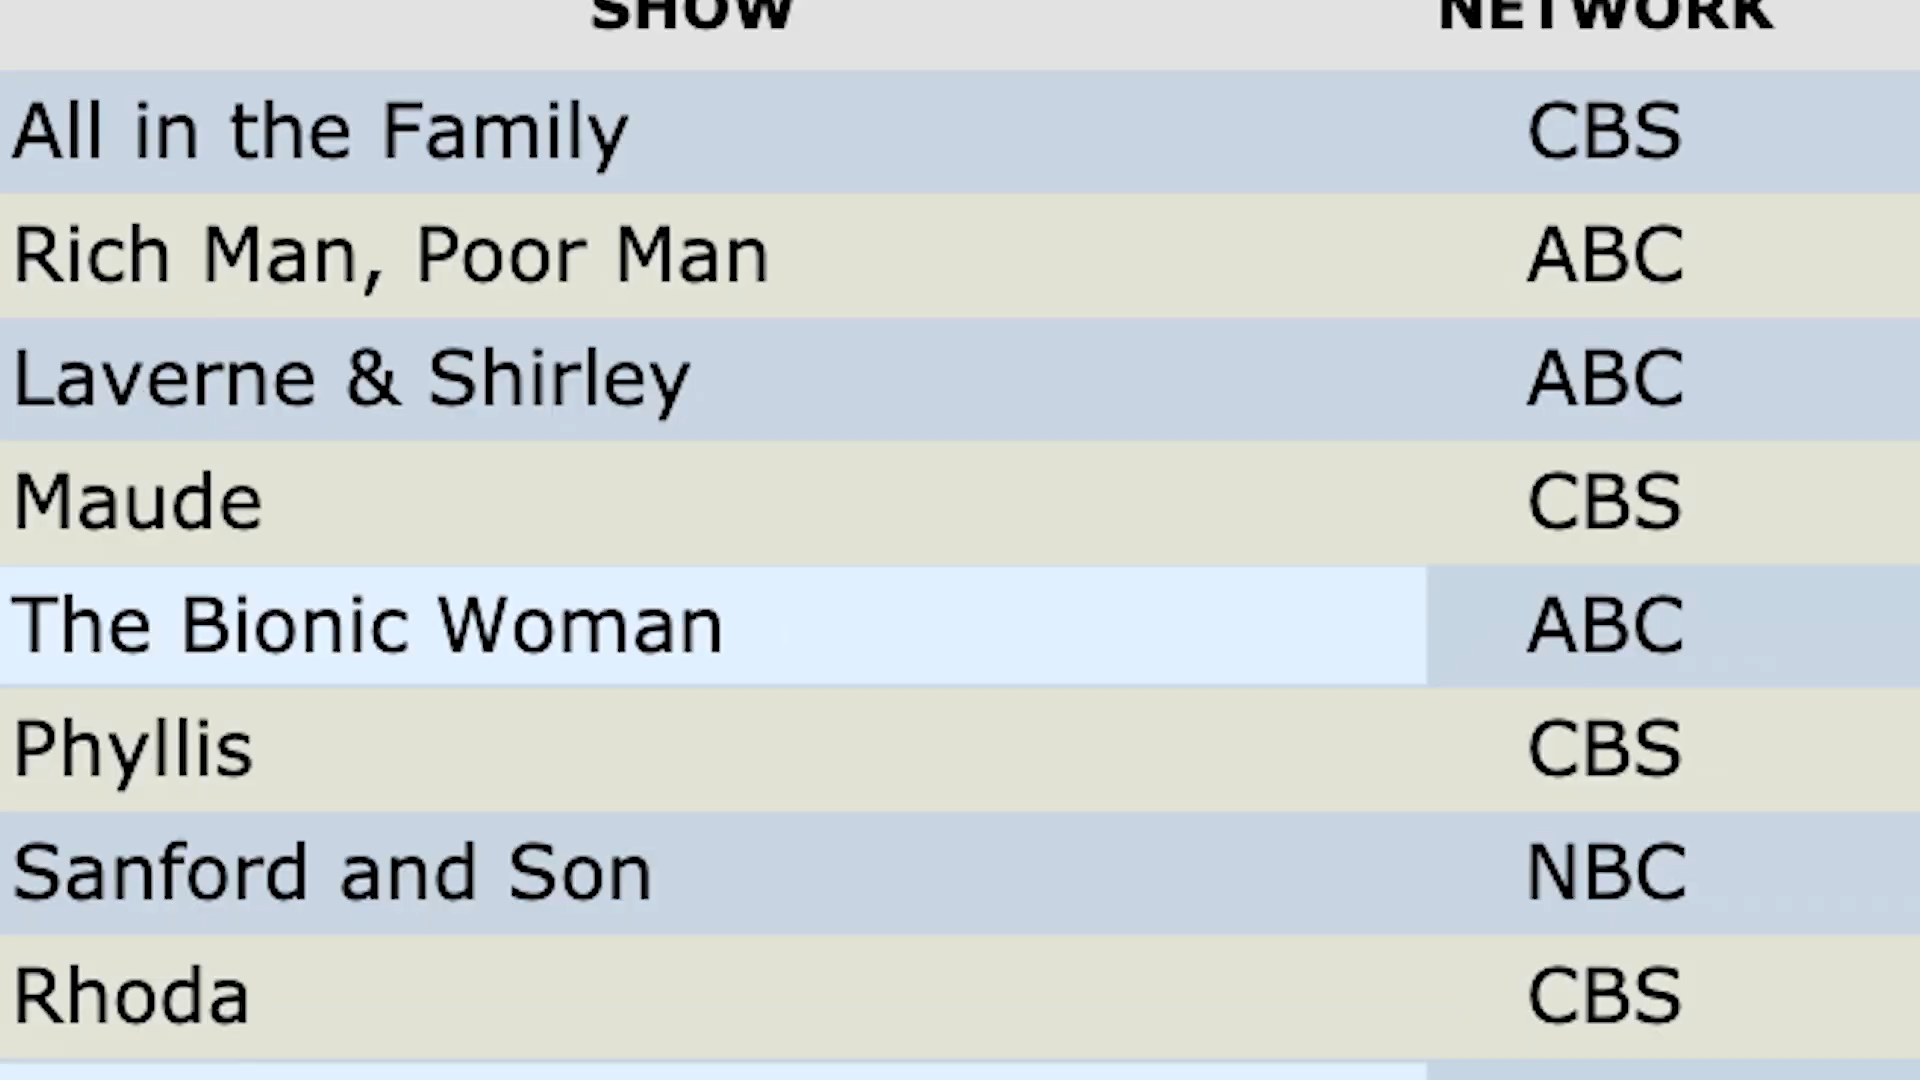 SHOW NETWORK
All in the Family CBS
Rich Man, Poor Man ABC
Laverne & Shirley ABC
Maude CBS
The Bionic Woman ABC
Phyllis CBS
Sanford and Son NBC
Rhoda CBS